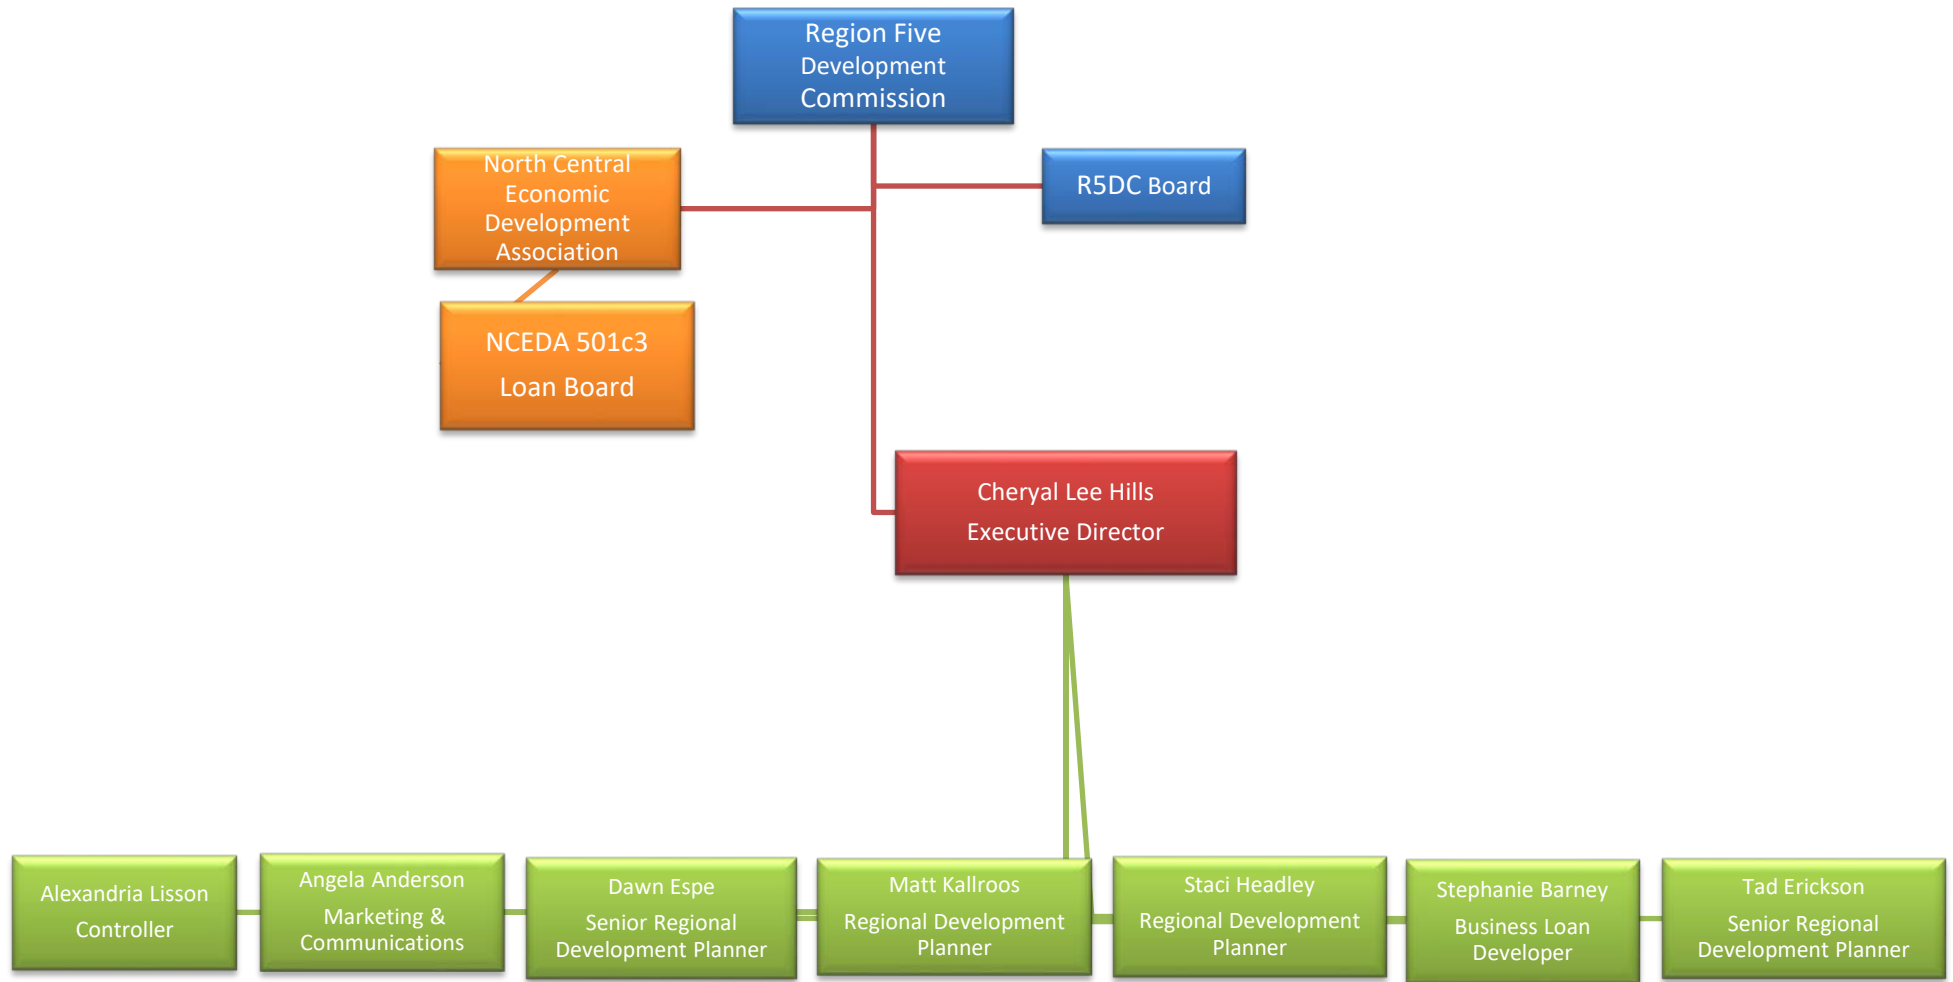 Region Five
Development
Commission
North Central
Economic
Development
Association
R5DC Board
NCEDA 501c3
Loan Board
Cheryal Lee Hills
Executive Director
Alexandria Lisson
Controller
Angela Anderson
Marketing &
Communications
Dawn Espe
Senior Regional
Development Planner
Matt Kallroos
Regional Development
Planner
Staci Headley
Regional Development
Planner
Stephanie Barney
Business Loan
Developer
Tad Erickson
Senior Regional
Development Planner